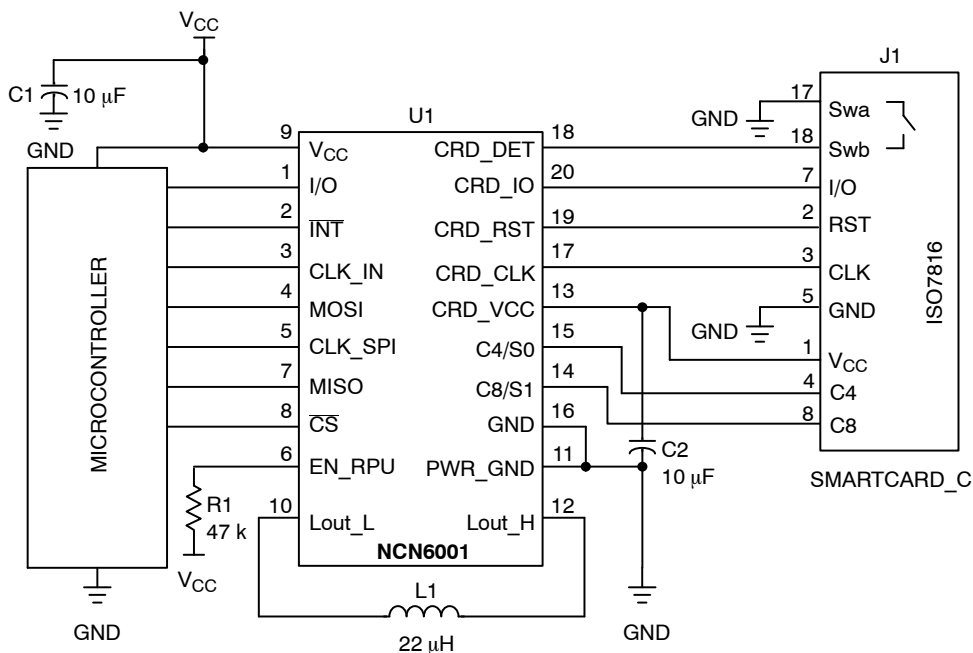 V_CC
C1
10 μF
GND
MICROCONTROLLER
GND
U1
9
V_CC
1
I/O
2
INT
3
CLK_IN
4
MOSI
5
CLK_SPI
7
MISO
8
CS
6
EN_RPU
10
Lout_L
R1
47 k
V_CC
18
CRD_DET
20
CRD_IO
19
CRD_RST
17
CRD_CLK
13
CRD_VCC
15
C4/S0
14
C8/S1
16
GND
11
PWR_GND
12
Lout_H
NCN6001
L1
22 μH
C2
10 μF
GND
J1
GND
17
Swa
18
Swb
7
I/O
2
RST
3
CLK
GND
5
GND
1
V_CC
4
C4
8
C8
ISO7816
SMARTCARD_C